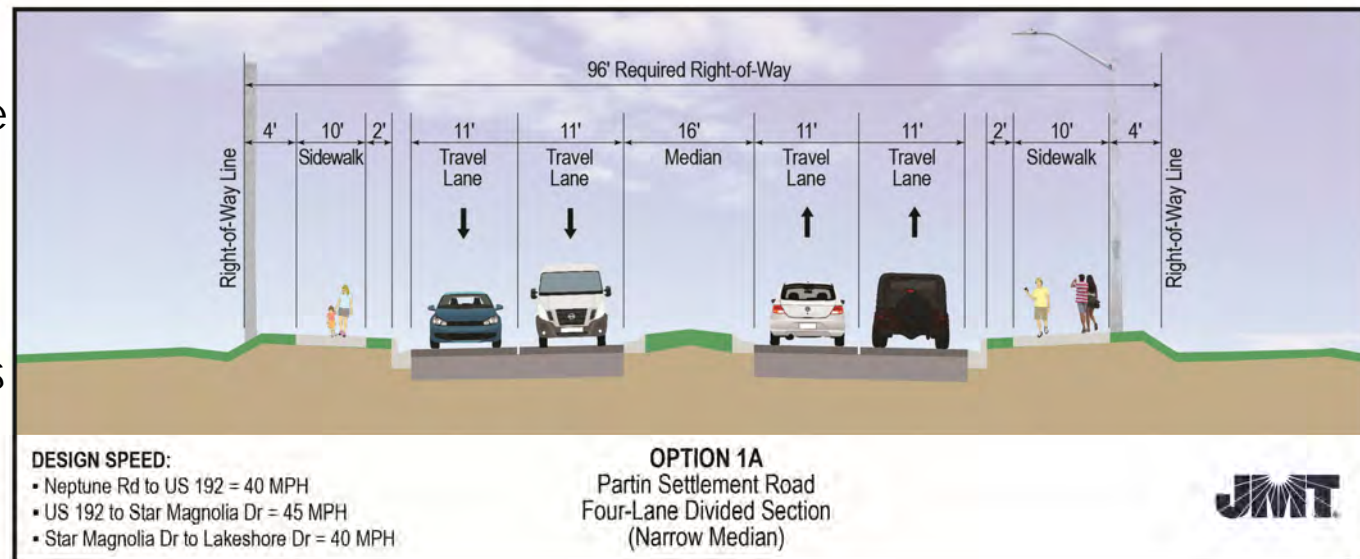 96' Required Right-of-Way
4' 10' 2' 11' 11' 16' 11' 11' 2' 10' 4'
Sidewalk Travel Lane Travel Lane Median Travel Lane Travel Lane Sidewalk
Right-of-Way Line
Right-of-Way Line
DESIGN SPEED:
▪ Neptune Rd to US 192 = 40 MPH
▪ US 192 to Star Magnolia Dr = 45 MPH
▪ Star Magnolia Dr to Lakeshore Dr = 40 MPH
OPTION 1A
Partin Settlement Road
Four-Lane Divided Section
(Narrow Median)
JMT